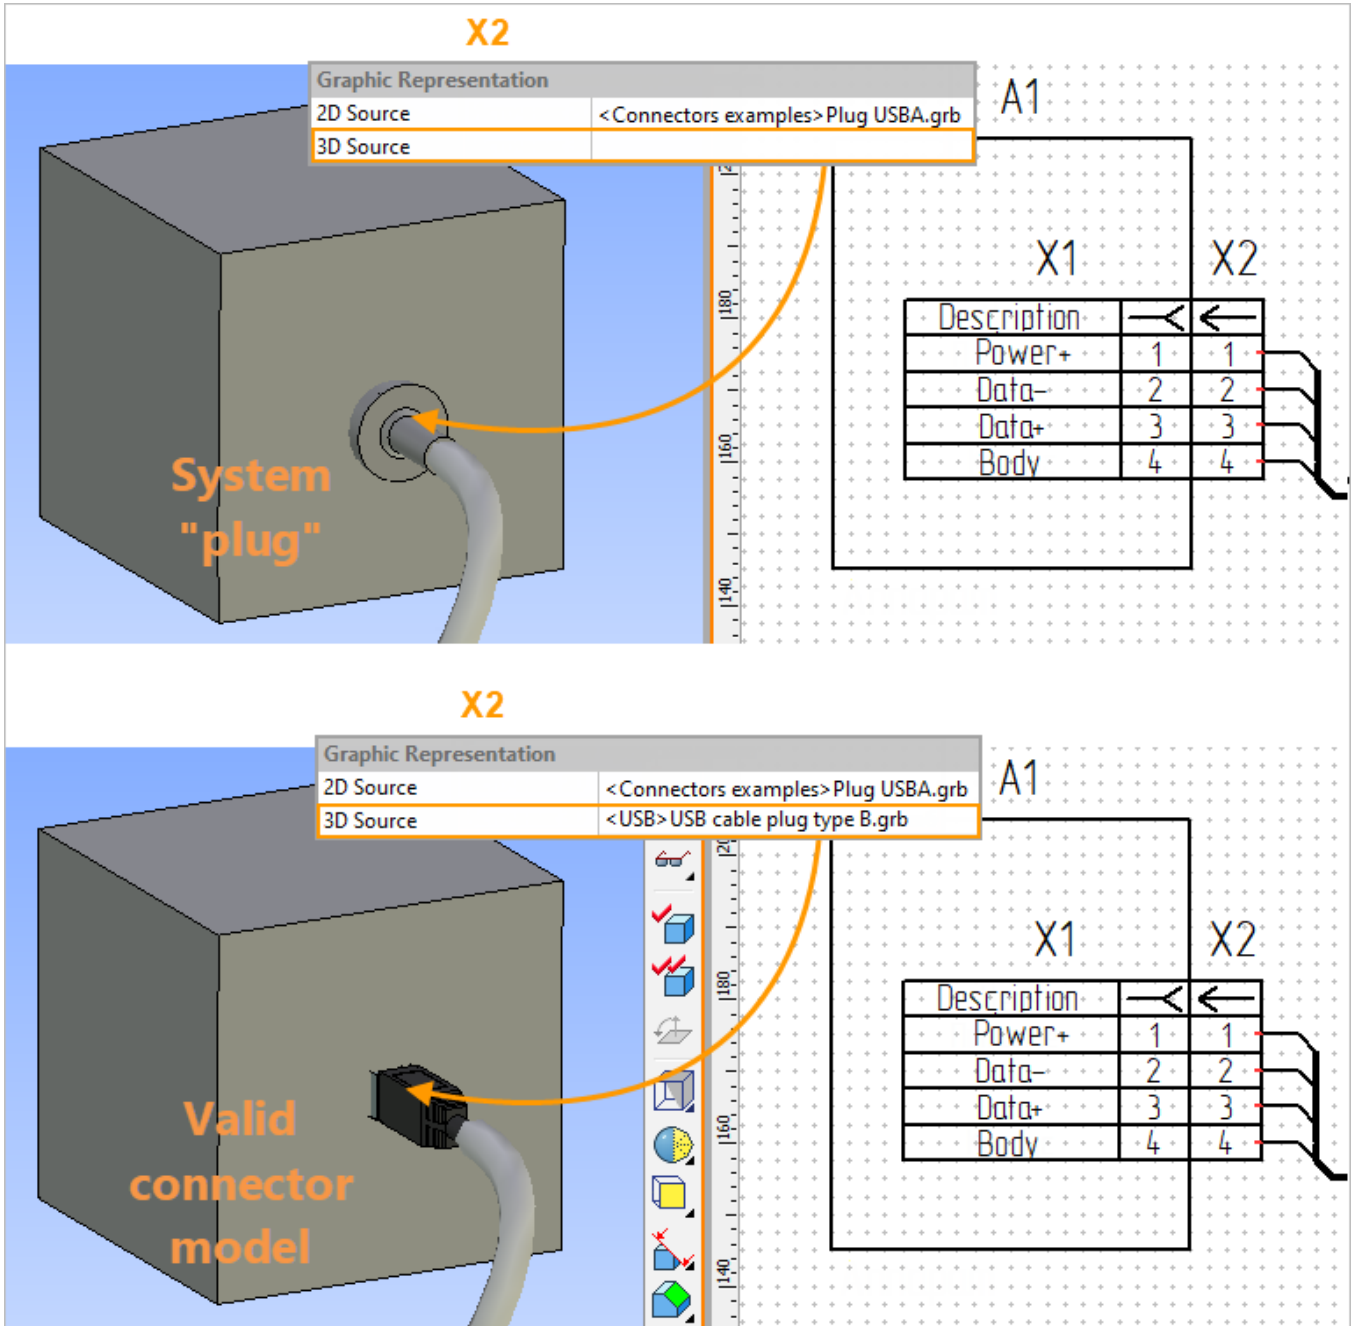 X2
Graphic Representation
2D Source <Connectors examples>Plug USBA.grb
3D Source
A1
X1 X2
Description
Power+ 1 1
Data- 2 2
Data+ 3 3
Body 4 4
180
160
140
System
"plug"
X2
Graphic Representation
2D Source <Connectors examples>Plug USBA.grb
3D Source <USB>USB cable plug type B.grb
A1
X1 X2
Description
Power+ 1 1
Data- 2 2
Data+ 3 3
Body 4 4
180
160
140
Valid
connector
model